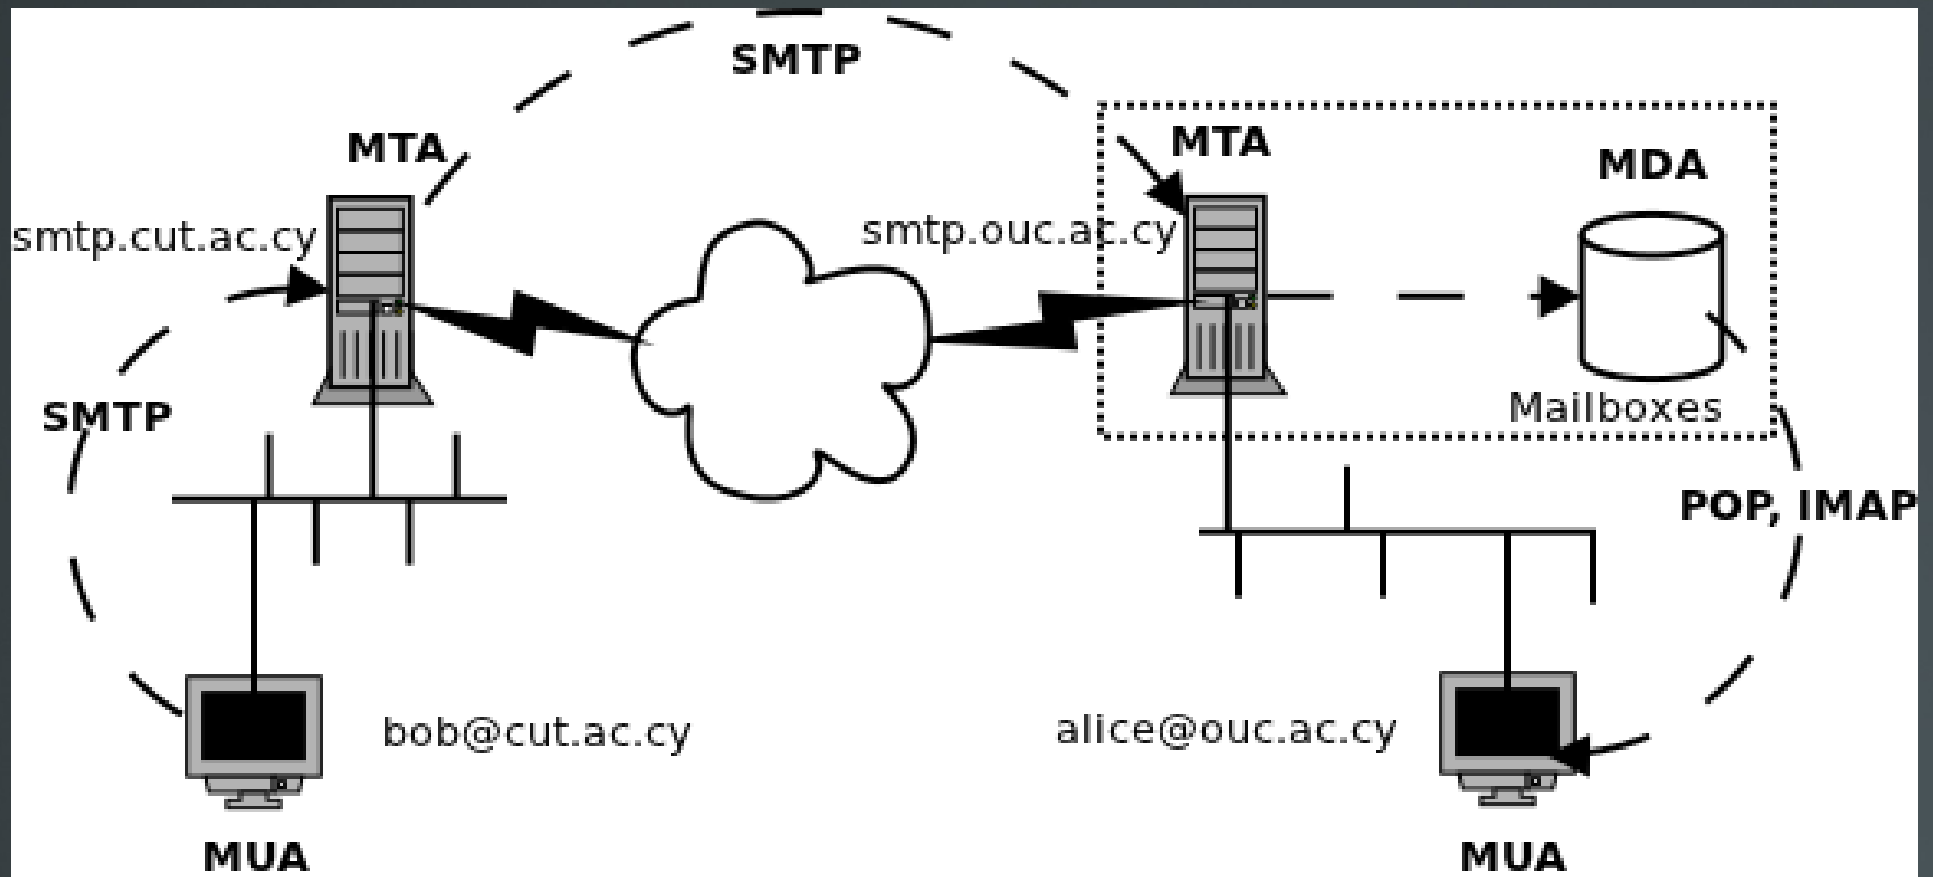 SMTP
MTA
MTA
MDA
smtp.cut.ac.cy
smtp.ouc.ac.cy
SMTP
Mailboxes
POP, IMAP
bob@cut.ac.cy
alice@ouc.ac.cy
MUA
MUA